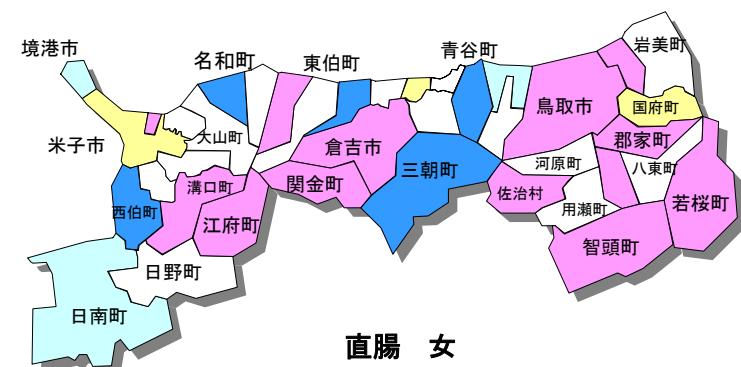 境港市
名和町
東伯町
青谷町
岩美町
米子市
大山町
鳥取市
国府町
倉吉市
郡家町
溝口町
関金町
三朝町
河原町
八東町
西伯町
江府町
佐治村
用瀬町
若桜町
日野町
智頭町
日南町
直腸 女